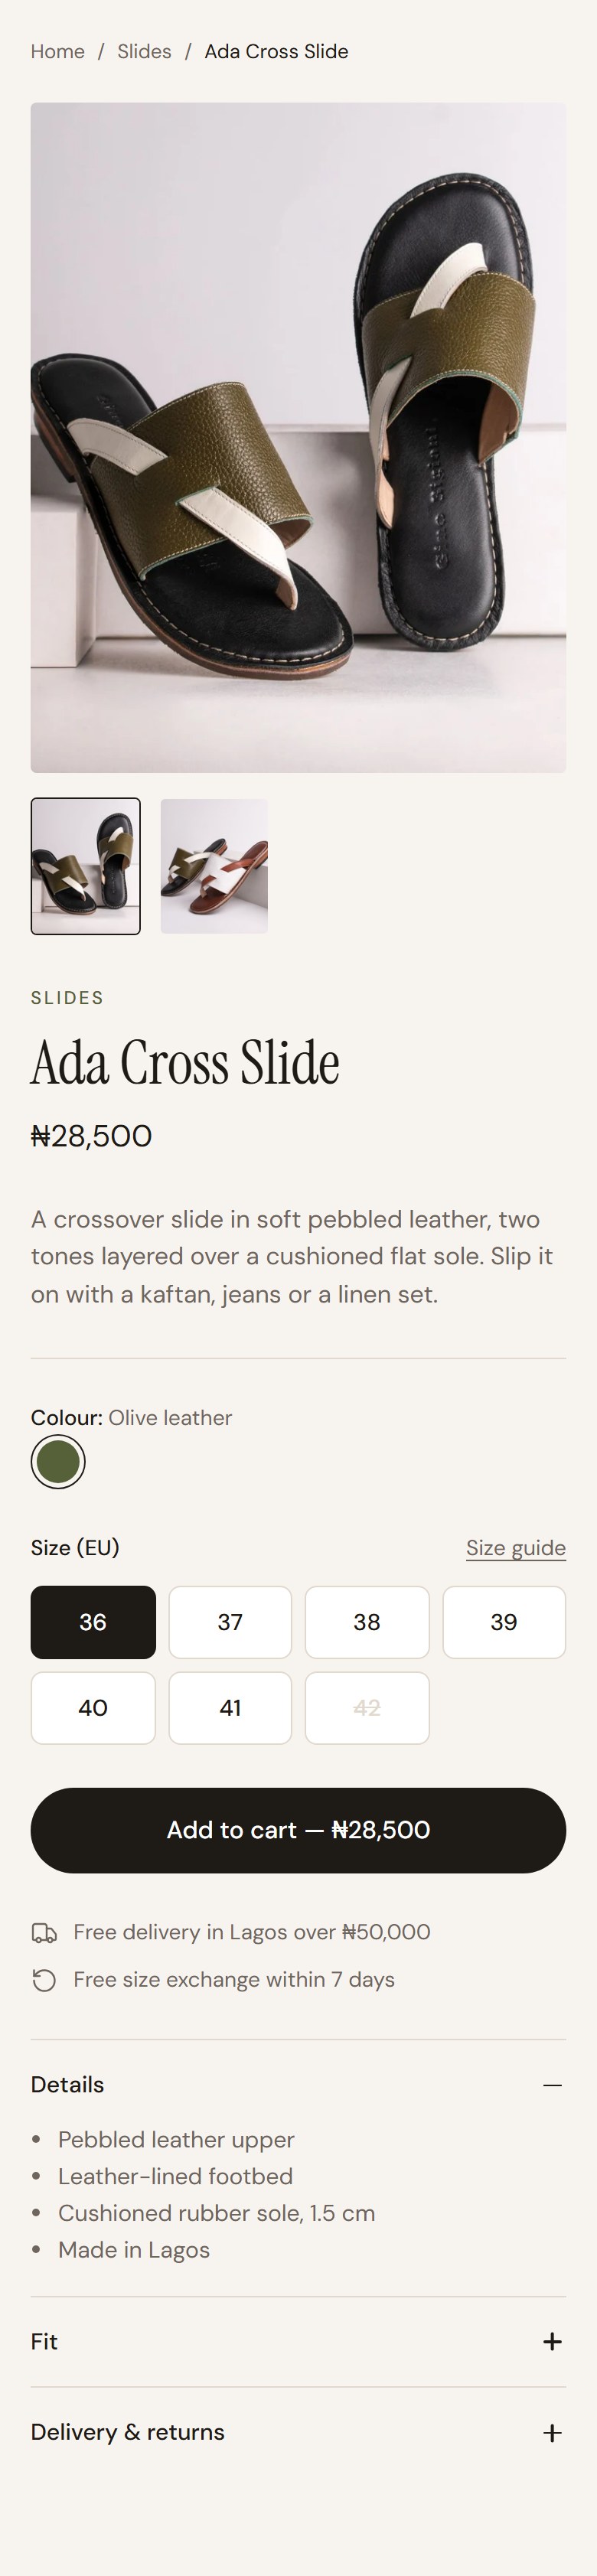 Home / Slides / Ada Cross Slide
SLIDES
Ada Cross Slide
₦28,500
A crossover slide in soft pebbled leather, two
tones layered over a cushioned flat sole. Slip it
on with a kaftan, jeans or a linen set.
Colour: Olive leather
Size (EU) Size guide
36 37 38 39
40 41 42
Add to cart — ₦28,500
Free delivery in Lagos over ₦50,000
Free size exchange within 7 days
Details
Pebbled leather upper
Leather-lined footbed
Cushioned rubber sole, 1.5 cm
Made in Lagos
Fit
Delivery & returns